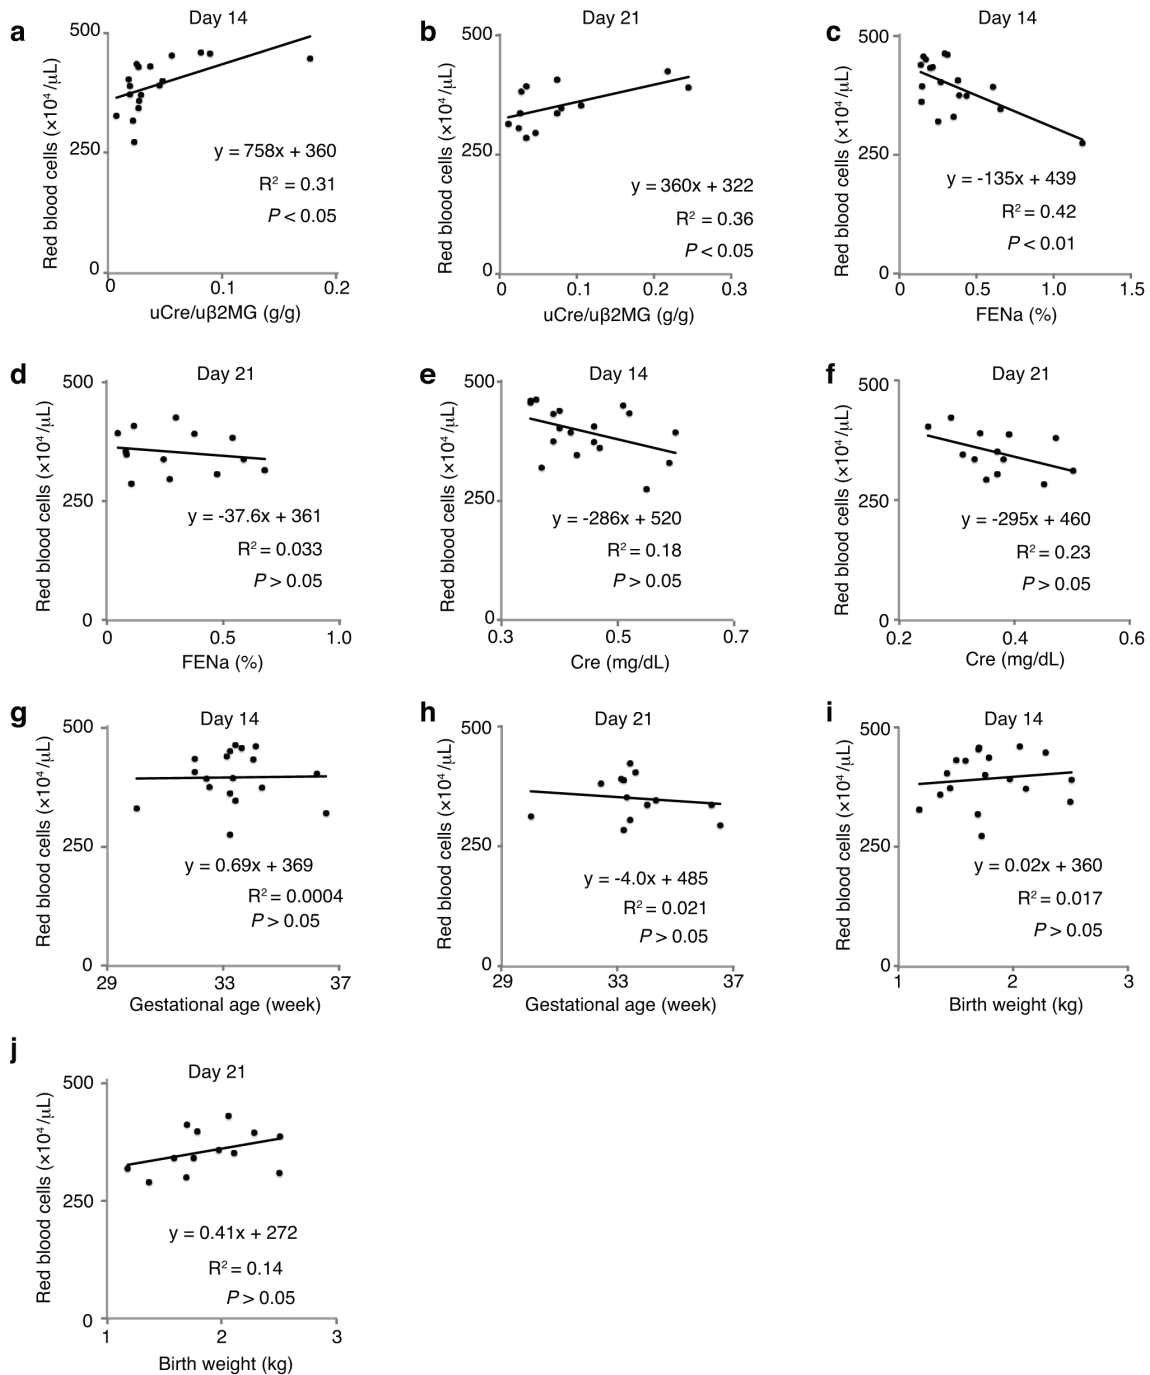 a
Day 14
500
250
0
Red blood cells (×10⁴/μL)
y = 758x + 360
R² = 0.31
P < 0.05
0 0.1 0.2
uCre/uβ2MG (g/g)
b
Day 21
500
250
0
Red blood cells (×10⁴/μL)
y = 360x + 322
R² = 0.36
P < 0.05
0 0.1 0.2 0.3
uCre/uβ2MG (g/g)
c
Day 14
500
250
0
Red blood cells (×10⁴/μL)
y = -135x + 439
R² = 0.42
P < 0.01
0 0.5 1.0 1.5
FENa (%)
d
Day 21
500
250
0
Red blood cells (×10⁴/μL)
y = -37.6x + 361
R² = 0.033
P > 0.05
0 0.5 1.0
FENa (%)
e
Day 14
500
250
0
Red blood cells (×10⁴/μL)
y = -286x + 520
R² = 0.18
P > 0.05
0.3 0.5 0.7
Cre (mg/dL)
f
Day 21
500
250
0
Red blood cells (×10⁴/μL)
y = -295x + 460
R² = 0.23
P > 0.05
0.2 0.4 0.6
Cre (mg/dL)
g
Day 14
500
250
0
Red blood cells (×10⁴/μL)
y = 0.69x + 369
R² = 0.0004
P > 0.05
29 33 37
Gestational age (week)
h
Day 21
500
250
0
Red blood cells (×10⁴/μL)
y = -4.0x + 485
R² = 0.021
P > 0.05
29 33 37
Gestational age (week)
i
Day 14
500
250
0
Red blood cells (×10⁴/μL)
y = 0.02x + 360
R² = 0.017
P > 0.05
1 2 3
Birth weight (kg)
j
Day 21
500
250
0
Red blood cells (×10⁴/μL)
y = 0.41x + 272
R² = 0.14
P > 0.05
1 2 3
Birth weight (kg)